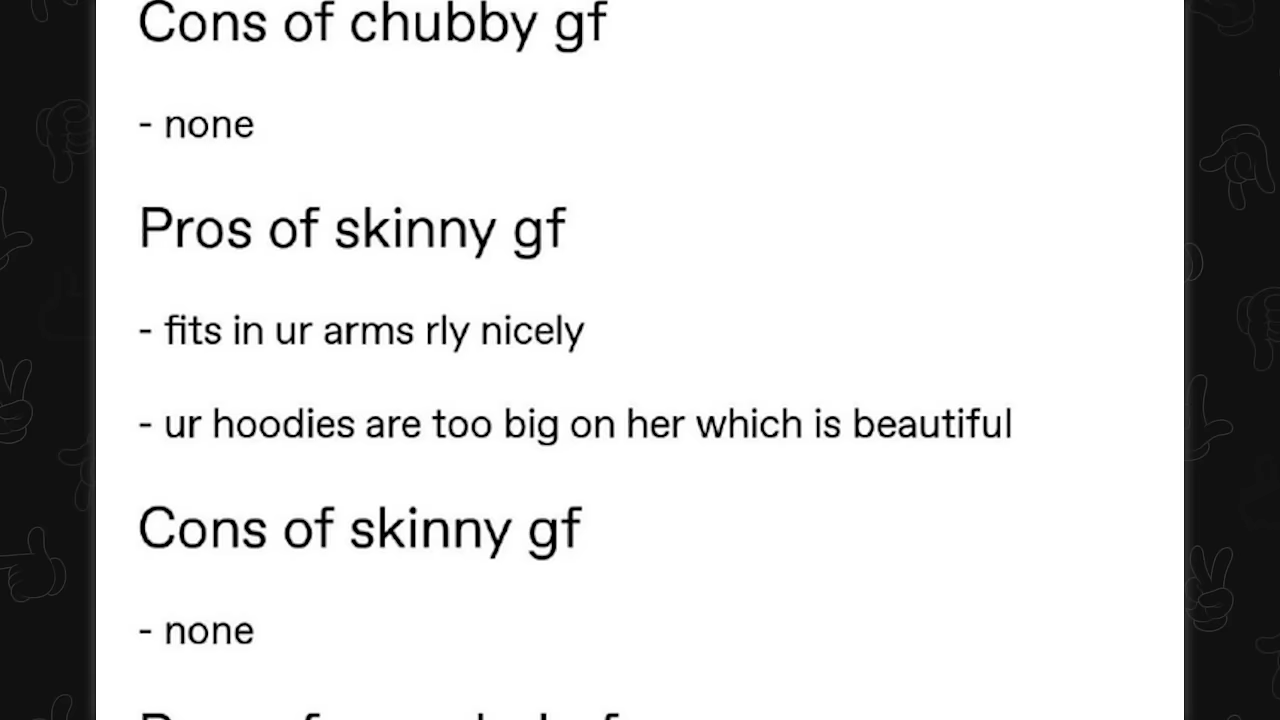 Cons of chubby gf
- none
Pros of skinny gf
- fits in ur arms rly nicely
- ur hoodies are too big on her which is beautiful
Cons of skinny gf
- none